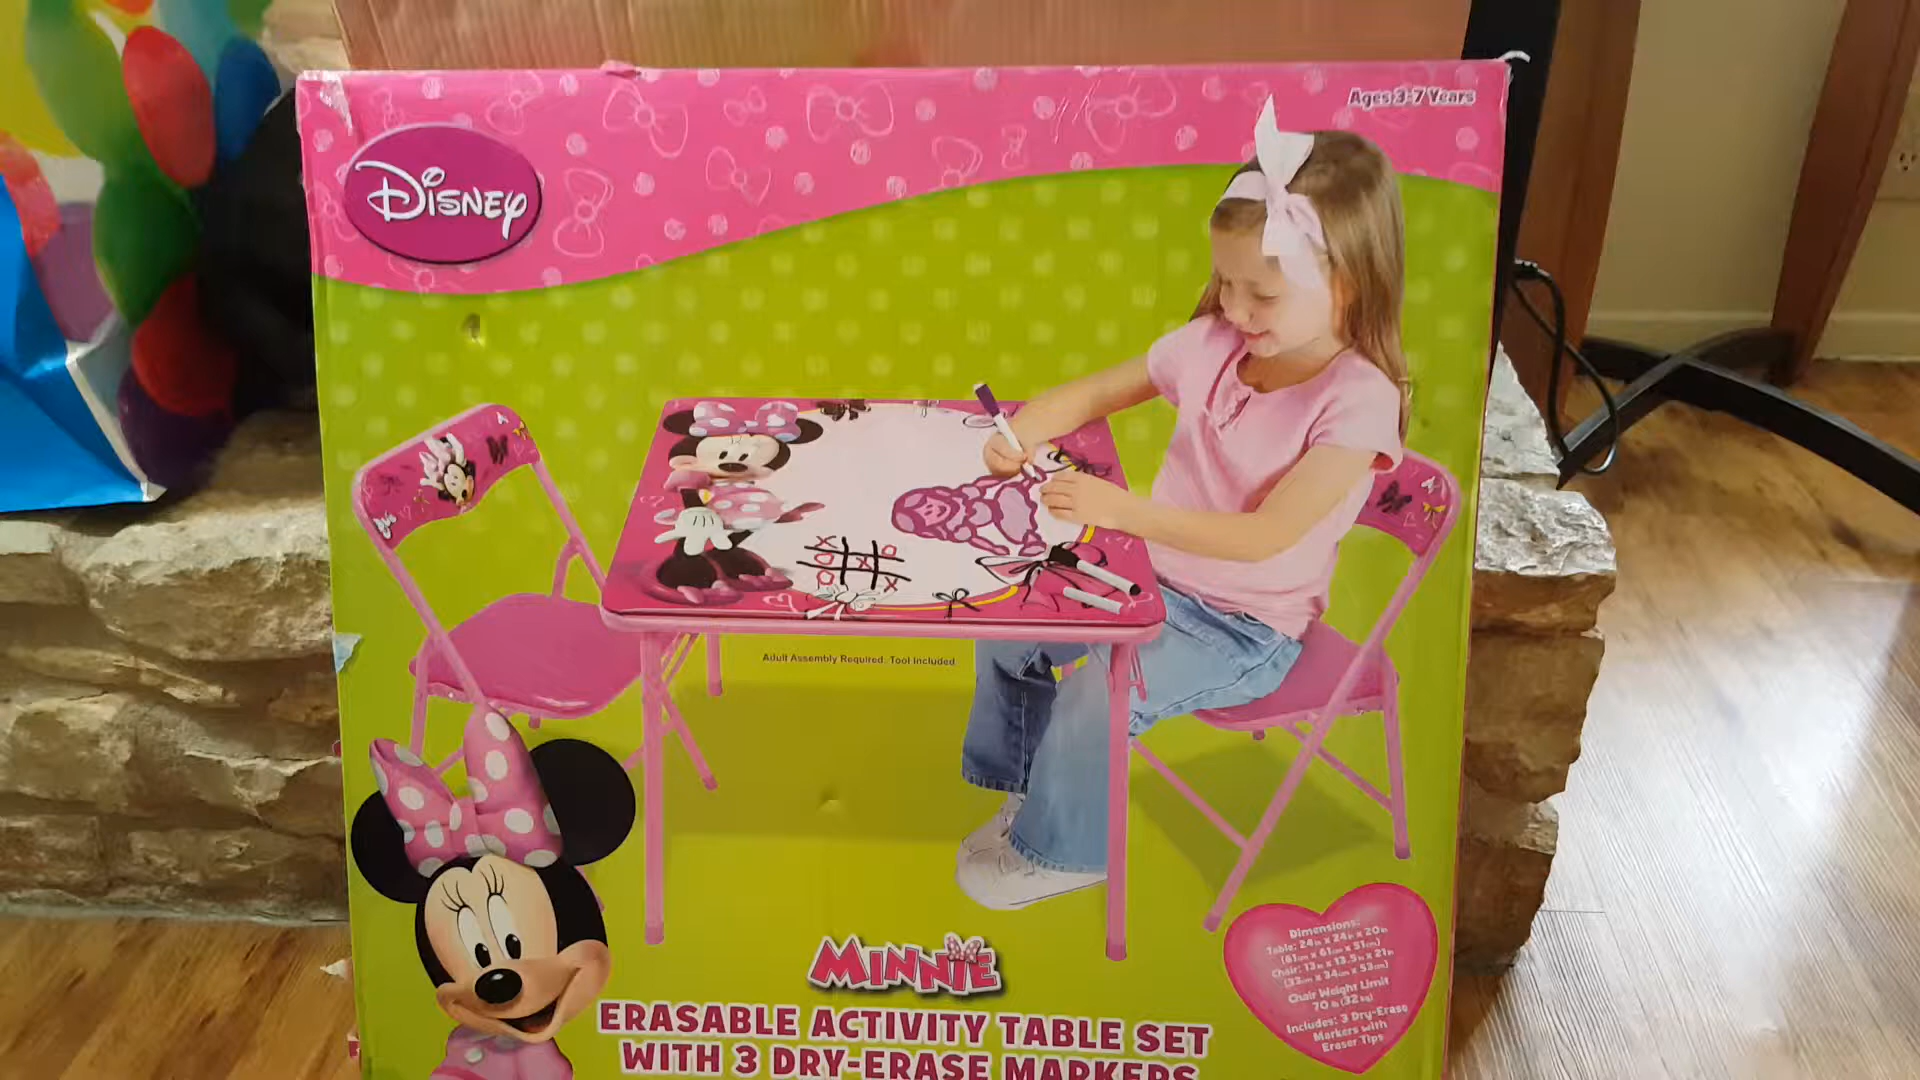 Ages 3-7 Years
Disney
X O
O X
O X
Adult Assembly Required. Tool Included
Dimensions:
Table: 24in x 24in x 20in
(61cm x 61cm x 51cm)
Chair: 13in x 13.5in x 21in
(33cm x 34cm x 53cm)
Chair Weight Limit
70 lb (32 kg)
Includes: 3 Dry-Erase
Markers with
Eraser Tips
MINNIE
ERASABLE ACTIVITY TABLE SET
WITH 3 DRY-ERASE MARKERS